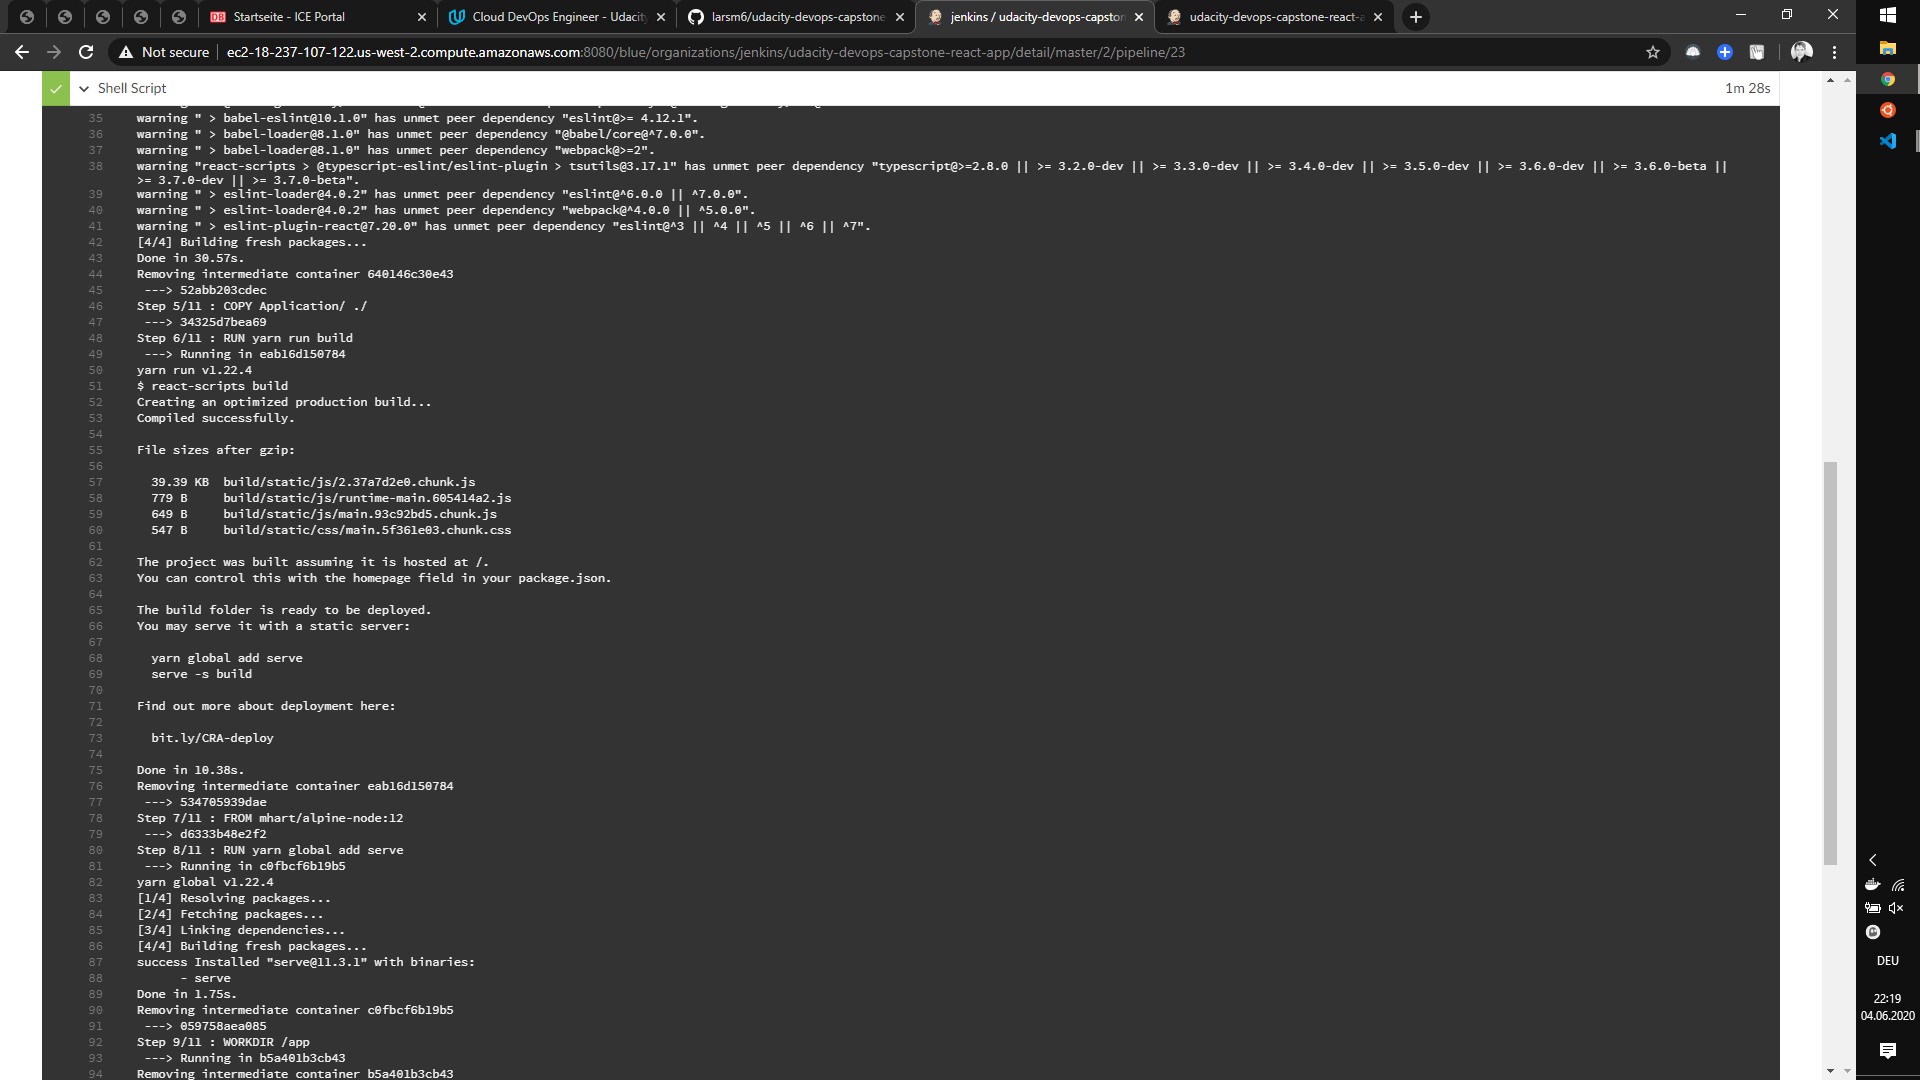 Startseite - ICE Portal
Cloud DevOps Engineer - Udacity
larsm6/udacity-devops-capstone
jenkins / udacity-devops-capston
udacity-devops-capstone-react-a
Not secure
ec2-18-237-107-122.us-west-2.compute.amazonaws.com:8080/blue/organizations/jenkins/udacity-devops-capstone-react-app/detail/master/2/pipeline/23
Shell Script 1m 28s
35 warning " > babel-eslint@10.1.0" has unmet peer dependency "eslint@>= 4.12.1".
36 warning " > babel-loader@8.1.0" has unmet peer dependency "@babel/core@^7.0.0".
37 warning " > babel-loader@8.1.0" has unmet peer dependency "webpack@>=2".
38 warning "react-scripts > @typescript-eslint/eslint-plugin > tsutils@3.17.1" has unmet peer dependency "typescript@>=2.8.0 || >= 3.2.0-dev || >= 3.3.0-dev || >= 3.4.0-dev || >= 3.5.0-dev || >= 3.6.0-dev || >= 3.6.0-beta ||
>= 3.7.0-dev || >= 3.7.0-beta".
39 warning " > eslint-loader@4.0.2" has unmet peer dependency "eslint@^6.0.0 || ^7.0.0".
40 warning " > eslint-loader@4.0.2" has unmet peer dependency "webpack@^4.0.0 || ^5.0.0".
41 warning " > eslint-plugin-react@7.20.0" has unmet peer dependency "eslint@^3 || ^4 || ^5 || ^6 || ^7".
42 [4/4] Building fresh packages...
43 Done in 30.57s.
44 Removing intermediate container 640146c30e43
45 ---> 52abb203cdec
46 Step 5/11 : COPY Application/ ./
47 ---> 34325d7bea69
48 Step 6/11 : RUN yarn run build
49 ---> Running in eab16d150784
50 yarn run v1.22.4
51 $ react-scripts build
52 Creating an optimized production build...
53 Compiled successfully.
54
55 File sizes after gzip:
56
57 39.39 KB build/static/js/2.37a7d2e0.chunk.js
58 779 B build/static/js/runtime-main.605414a2.js
59 649 B build/static/js/main.93c92bd5.chunk.js
60 547 B build/static/css/main.5f361e03.chunk.css
61
62 The project was built assuming it is hosted at /.
63 You can control this with the homepage field in your package.json.
64
65 The build folder is ready to be deployed.
66 You may serve it with a static server:
67
68 yarn global add serve
69 serve -s build
70
71 Find out more about deployment here:
72
73 bit.ly/CRA-deploy
74
75 Done in 10.38s.
76 Removing intermediate container eab16d150784
77 ---> 534705939dae
78 Step 7/11 : FROM mhart/alpine-node:12
79 ---> d6333b48e2f2
80 Step 8/11 : RUN yarn global add serve
81 ---> Running in c0fbcf6b19b5
82 yarn global v1.22.4
83 [1/4] Resolving packages...
84 [2/4] Fetching packages...
85 [3/4] Linking dependencies...
86 [4/4] Building fresh packages...
87 success Installed "serve@11.3.1" with binaries:
88 - serve
89 Done in 1.75s.
90 Removing intermediate container c0fbcf6b19b5
91 ---> 059758aea085
92 Step 9/11 : WORKDIR /app
93 ---> Running in b5a401b3cb43
94 Removing intermediate container b5a401b3cb43
DEU
22:19
04.06.2020